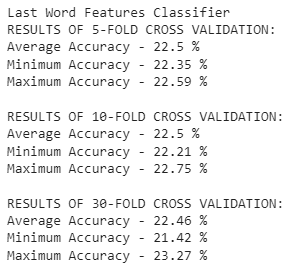 Last Word Features Classifier
RESULTS OF 5-FOLD CROSS VALIDATION:
Average Accuracy - 22.5 %
Minimum Accuracy - 22.35 %
Maximum Accuracy - 22.59 %

RESULTS OF 10-FOLD CROSS VALIDATION:
Average Accuracy - 22.5 %
Minimum Accuracy - 22.21 %
Maximum Accuracy - 22.75 %

RESULTS OF 30-FOLD CROSS VALIDATION:
Average Accuracy - 22.46 %
Minimum Accuracy - 21.42 %
Maximum Accuracy - 23.27 %